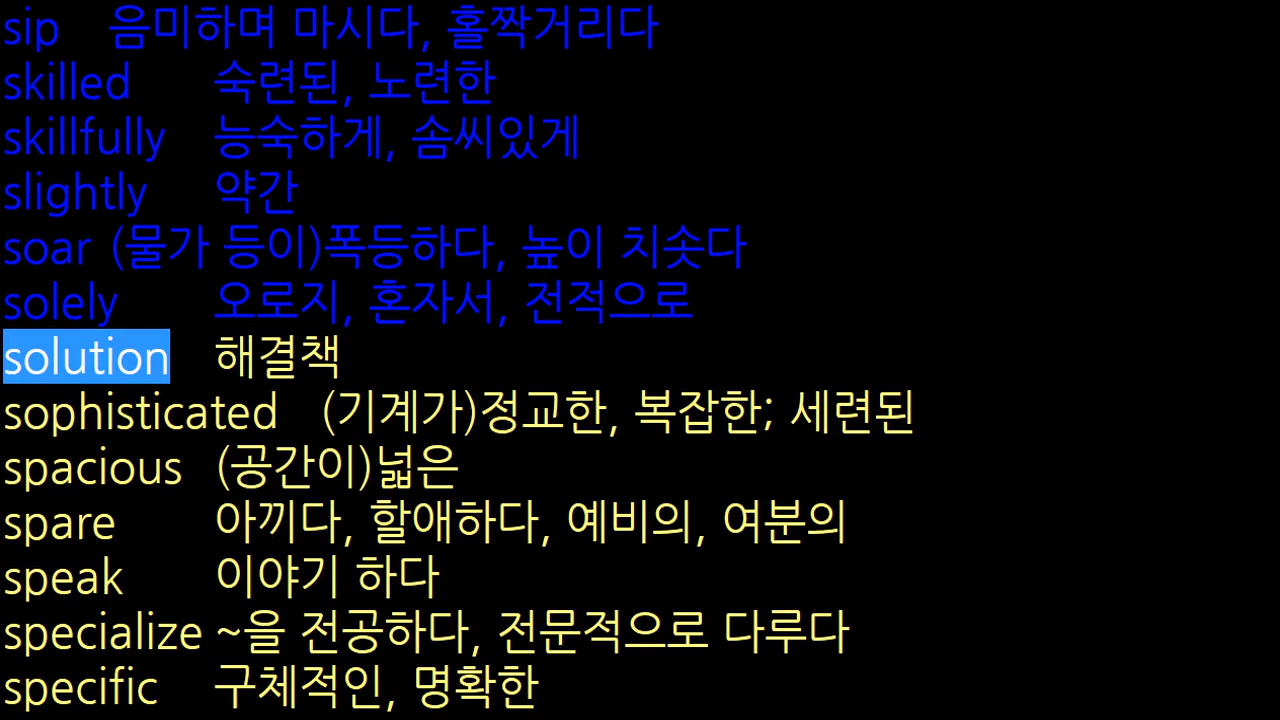 sip 음미하며 마시다, 홀짝거리다
skilled 숙련된, 노련한
skillfully 능숙하게, 솜씨있게
slightly 약간
soar (물가 등이)폭등하다, 높이 치솟다
solely 오로지, 혼자서, 전적으로
solution 해결책
sophisticated (기계가)정교한, 복잡한; 세련된
spacious (공간이)넓은
spare 아끼다, 할애하다, 예비의, 여분의
speak 이야기 하다
specialize ~을 전공하다, 전문적으로 다루다
specific 구체적인, 명확한